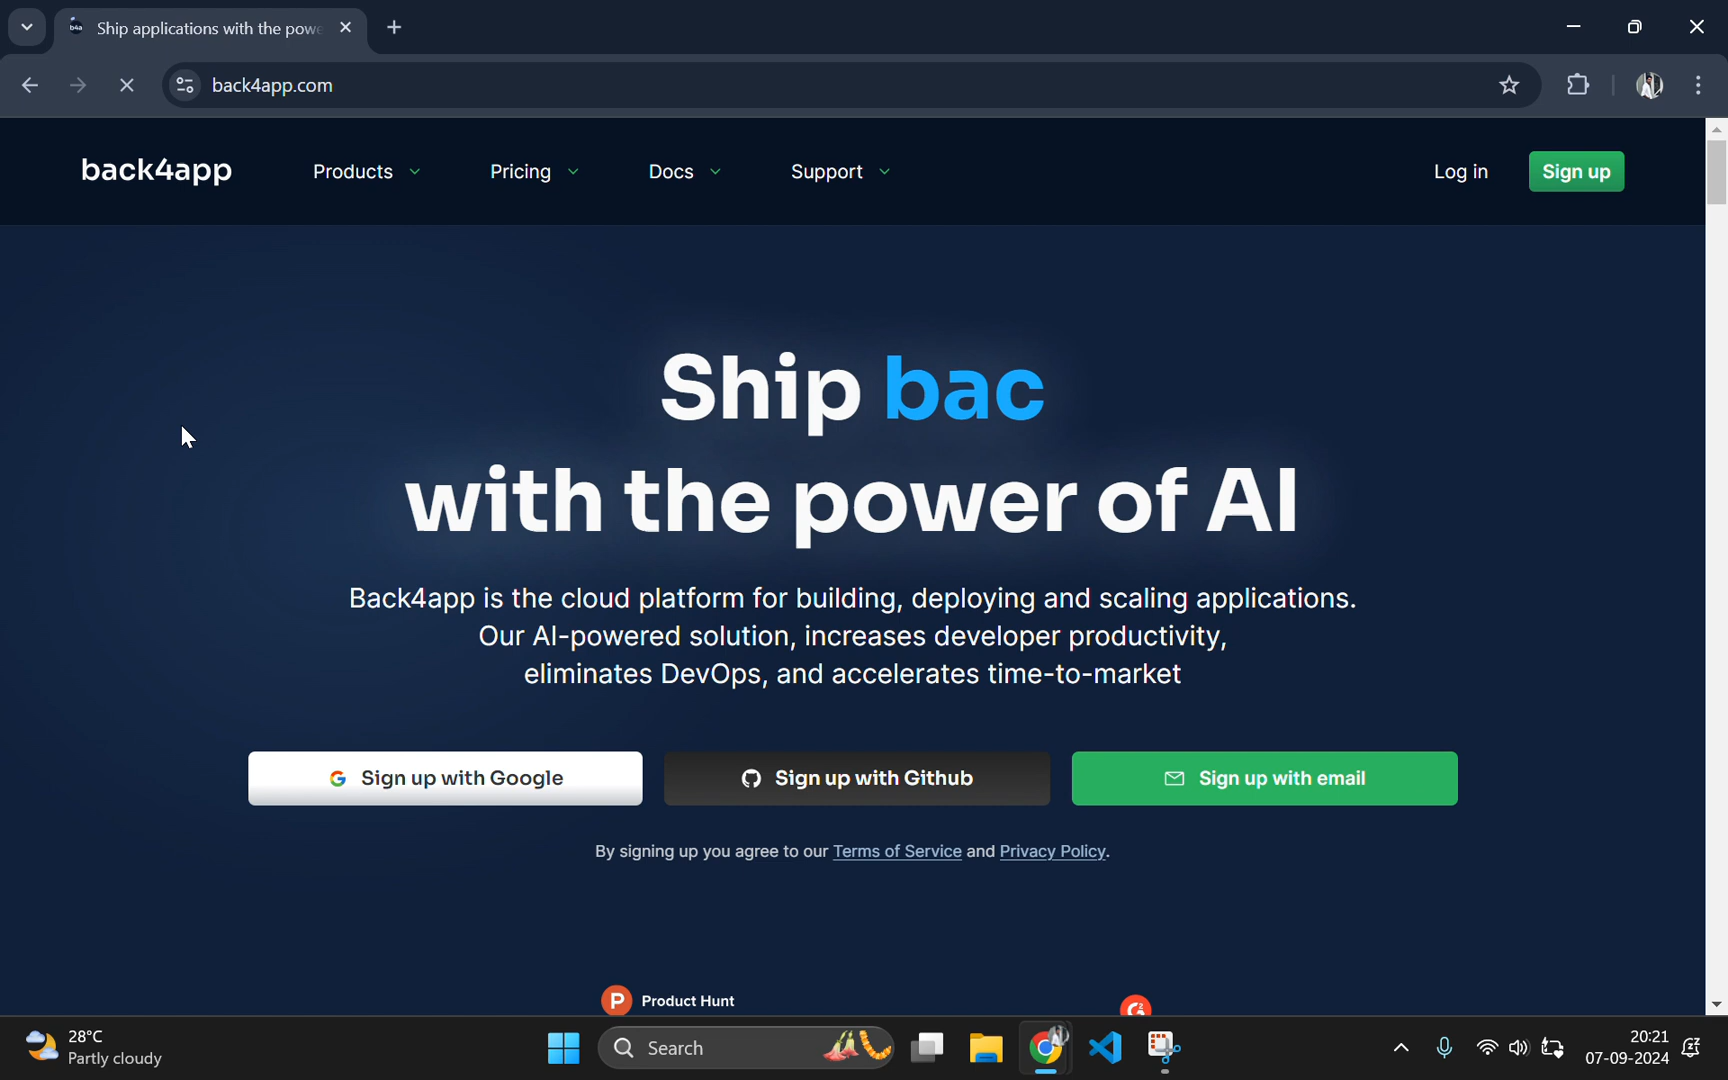 b4a Ship applications with the powe
back4app.com
back4app Products Pricing Docs Support Log in Sign up
Ship bac
with the power of AI
Back4app is the cloud platform for building, deploying and scaling applications.
Our AI-powered solution, increases developer productivity,
eliminates DevOps, and accelerates time-to-market
G Sign up with Google Sign up with Github Sign up with email
By signing up you agree to our Terms of Service and Privacy Policy.
P Product Hunt
28°C
Partly cloudy
Search
20:21
07-09-2024